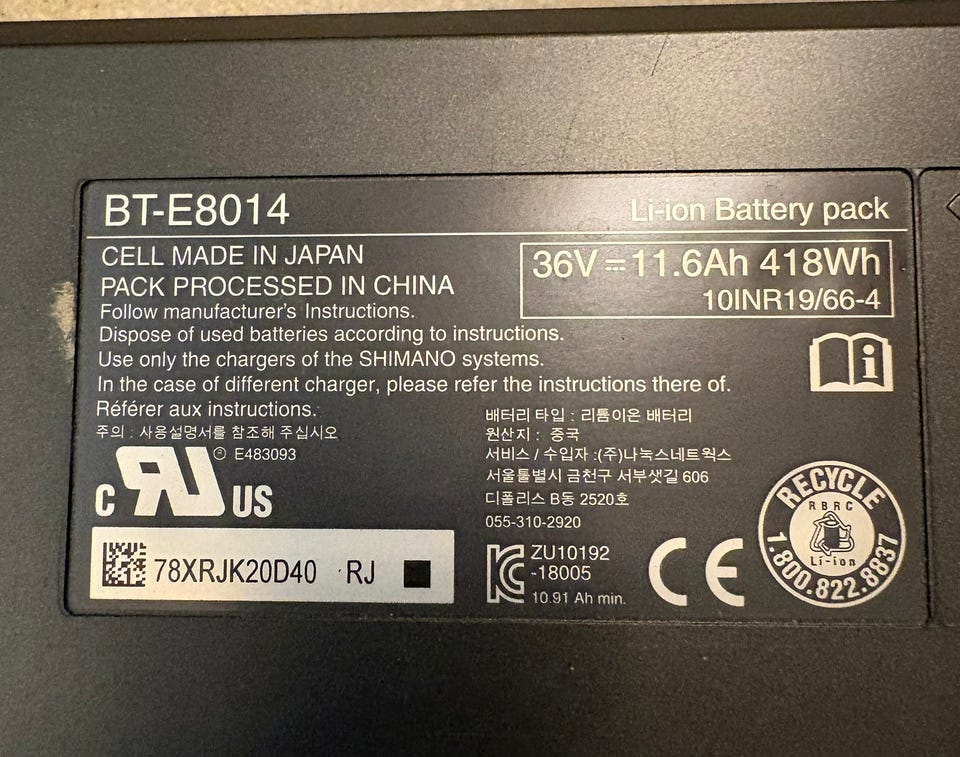 BT-E8014
Li-ion Battery pack
CELL MADE IN JAPAN
PACK PROCESSED IN CHINA
36V⎓11.6Ah 418Wh
10INR19/66-4
Follow manufacturer's Instructions.
Dispose of used batteries according to instructions.
Use only the chargers of the SHIMANO systems.
In the case of different charger, please refer the instructions there of.
Référer aux instructions.
주의 : 사용설명서를 참조해 주십시오
배터리 타입 : 리튬이온 배터리
원산지 : 중국
서비스 / 수입자 :(주)나눅스네트웍스
서울특별시 금천구 서부샛길 606
디폴리스 B동 2520호
055-310-2920
c RU US ® E483093
78XRJK20D40 RJ
KC ZU10192
-18005
10.91 Ah min.
CE
RECYCLE
RBRC
Li-ion
1.800.822.8837